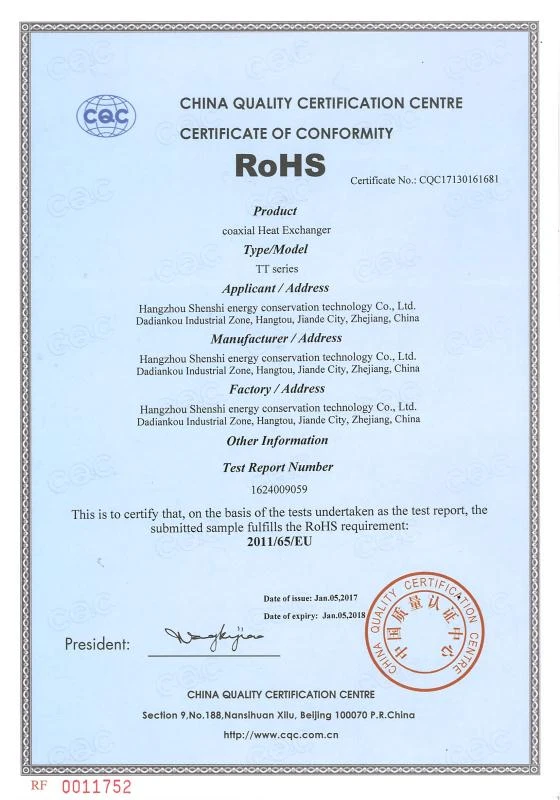 CQC
CHINA QUALITY CERTIFICATION CENTRE
CERTIFICATE OF CONFORMITY
RoHS
Certificate No.: CQC17130161681
Product
coaxial Heat Exchanger
Type/Model
TT series
Applicant / Address
Hangzhou Shenshi energy conservation technology Co., Ltd.
Dadiankou Industrial Zone, Hangtou, Jiande City, Zhejiang, China
Manufacturer / Address
Hangzhou Shenshi energy conservation technology Co., Ltd.
Dadiankou Industrial Zone, Hangtou, Jiande City, Zhejiang, China
Factory / Address
Hangzhou Shenshi energy conservation technology Co., Ltd.
Dadiankou Industrial Zone, Hangtou, Jiande City, Zhejiang, China
Other Information
Test Report Number
1624009059
This is to certify that, on the basis of the tests undertaken as the test report, the
submitted sample fulfills the RoHS requirement:
2011/65/EU
Date of issue: Jan.05,2017
Date of expiry: Jan.05,2018
CHINA QUALITY CERTIFICATION CENTRE
中国质量认证中心
President:
CHINA QUALITY CERTIFICATION CENTRE
Section 9,No.188,Nansihuan Xilu, Beijing 100070 P.R.China
http://www.cqc.com.cn
RF 0011752